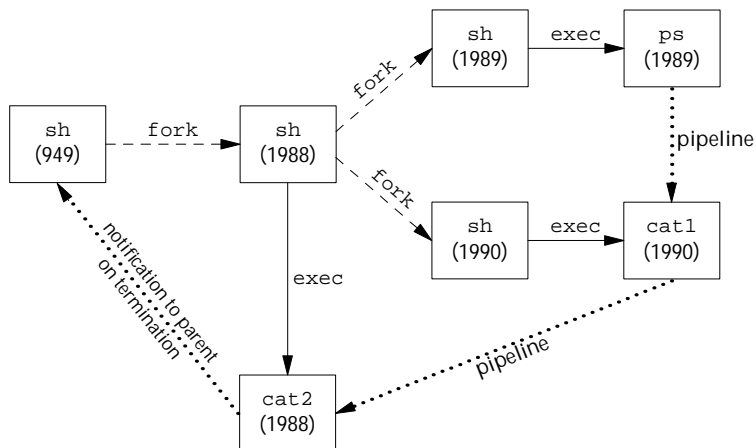 sh
(1989)
exec
ps
(1989)
fork
sh
(949)
fork
sh
(1988)
pipeline
fork
sh
(1990)
exec
cat1
(1990)
notification to parent
on termination
exec
pipeline
cat2
(1988)